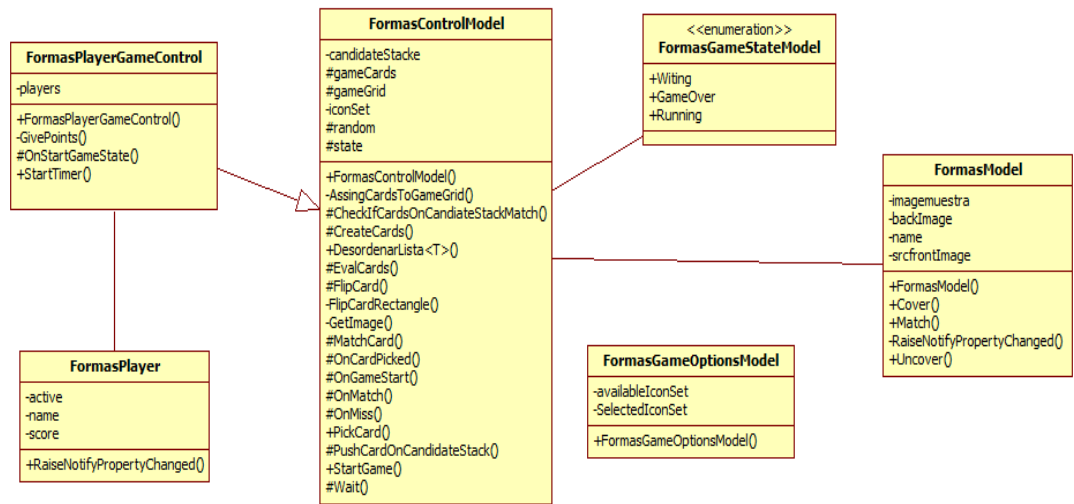 FormasPlayerGameControl
-players
+FormasPlayerGameControl()
-GivePoints()
#OnStartGameState()
+StartTimer()
FormasPlayer
-active
-name
-score
+RaiseNotifyPropertyChanged()
FormasControlModel
-candidateStacke
#gameCards
#gameGrid
-iconSet
#random
#state
+FormasControlModel()
-AssingCardsToGameGrid()
#CheckIfCardsOnCandiateStackMatch()
#CreateCards()
+DesordenarLista<T>()
#EvalCards()
#FlipCard()
-FlipCardRectangle()
-GetImage()
#MatchCard()
#OnCardPicked()
#OnGameStart()
#OnMatch()
#OnMiss()
+PickCard()
#PushCardOnCandidateStack()
+StartGame()
#Wait()
<<enumeration>>
FormasGameStateModel
+Witing
+GameOver
+Running
FormasGameOptionsModel
-availableIconSet
-SelectedIconSet
+FormasGameOptionsModel()
FormasModel
-imagemuestra
-backImage
-name
-srcfrontImage
+FormasModel()
+Cover()
+Match()
-RaiseNotifyPropertyChanged()
+Uncover()